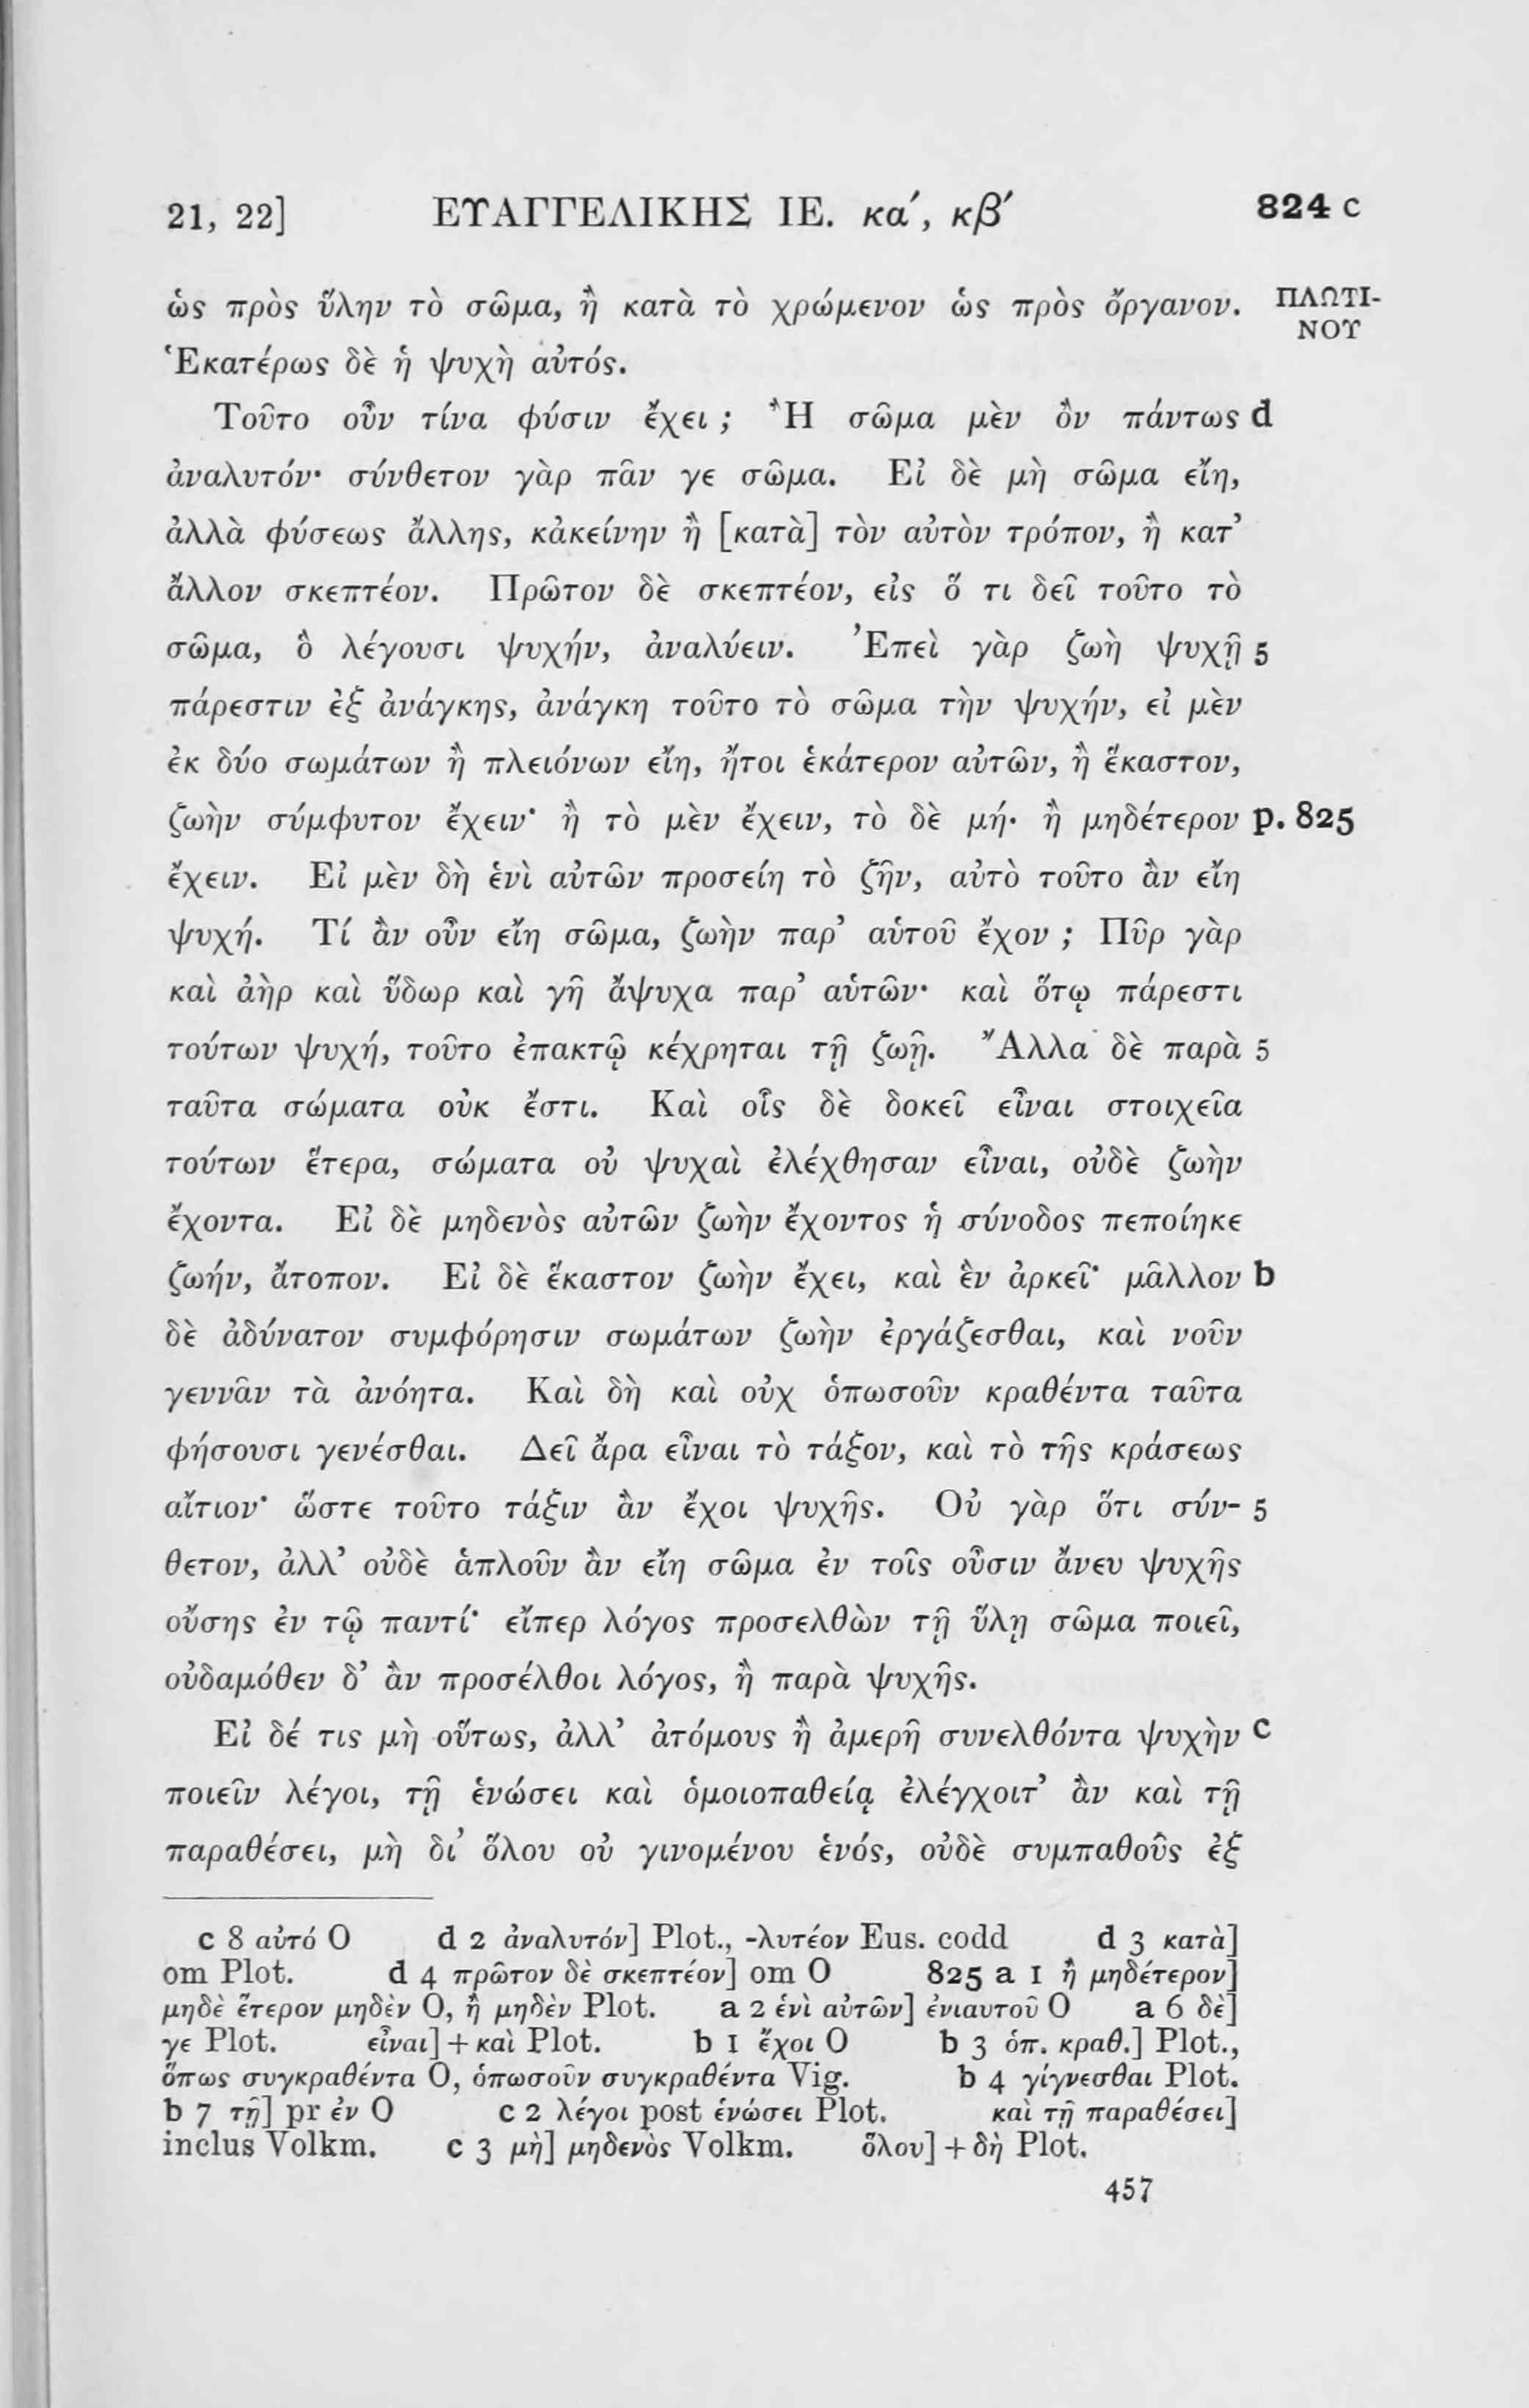 21, 22] ΕΥΑΓΓΕΛΙΚΗΣ ΙΕ. κα′, κβ′ 824 c
ὡς πρὸς ὕλην τὸ σῶμα, ἢ κατὰ τὸ χρώμενον ὡς πρὸς ὄργανον. ΠΛΩΤΙ-
ΝΟΥ
Ἑκατέρως δὲ ἡ ψυχὴ αὐτός.
Τοῦτο οὖν τίνα φύσιν ἔχει; Ἢ σῶμα μὲν ὂν πάντως d
ἀναλυτόν· σύνθετον γὰρ πᾶν γε σῶμα. Εἰ δὲ μὴ σῶμα εἴη,
ἀλλὰ φύσεως ἄλλης, κἀκείνην ἢ [κατὰ] τὸν αὐτὸν τρόπον, ἢ κατ’
ἄλλον σκεπτέον. Πρῶτον δὲ σκεπτέον, εἰς ὅ τι δεῖ τοῦτο τὸ
σῶμα, ὃ λέγουσι ψυχήν, ἀναλύειν. Ἐπεὶ γὰρ ζωὴ ψυχῇ 5
πάρεστιν ἐξ ἀνάγκης, ἀνάγκη τοῦτο τὸ σῶμα τὴν ψυχήν, εἰ μὲν
ἐκ δύο σωμάτων ἢ πλειόνων εἴη, ἤτοι ἑκάτερον αὐτῶν, ἢ ἕκαστον,
ζωὴν σύμφυτον ἔχειν· ἢ τὸ μὲν ἔχειν, τὸ δὲ μή· ἢ μηδέτερον p. 825
ἔχειν. Εἰ μὲν δὴ ἑνὶ αὐτῶν προσείη τὸ ζῆν, αὐτὸ τοῦτο ἂν εἴη
ψυχή. Τί ἂν οὖν εἴη σῶμα, ζωὴν παρ’ αὑτοῦ ἔχον; Πῦρ γὰρ
καὶ ἀὴρ καὶ ὕδωρ καὶ γῆ ἄψυχα παρ’ αὑτῶν· καὶ ὅτῳ πάρεστι
τούτων ψυχή, τοῦτο ἐπακτῷ κέχρηται τῇ ζωῇ. Ἄλλα δὲ παρὰ 5
ταῦτα σώματα οὐκ ἔστι. Καὶ οἷς δὲ δοκεῖ εἶναι στοιχεῖα
τούτων ἕτερα, σώματα οὐ ψυχαὶ ἐλέχθησαν εἶναι, οὐδὲ ζωὴν
ἔχοντα. Εἰ δὲ μηδενὸς αὐτῶν ζωὴν ἔχοντος ἡ σύνοδος πεποίηκε
ζωήν, ἄτοπον. Εἰ δὲ ἕκαστον ζωὴν ἔχει, καὶ ἓν ἀρκεῖ· μᾶλλον b
δὲ ἀδύνατον συμφόρησιν σωμάτων ζωὴν ἐργάζεσθαι, καὶ νοῦν
γεννᾶν τὰ ἀνόητα. Καὶ δὴ καὶ οὐχ ὁπωσοῦν κραθέντα ταῦτα
φήσουσι γενέσθαι. Δεῖ ἄρα εἶναι τὸ τάξον, καὶ τὸ τῆς κράσεως
αἴτιον· ὥστε τοῦτο τάξιν ἂν ἔχοι ψυχῆς. Οὐ γὰρ ὅτι σύν- 5
θετον, ἀλλ’ οὐδὲ ἁπλοῦν ἂν εἴη σῶμα ἐν τοῖς οὖσιν ἄνευ ψυχῆς
οὔσης ἐν τῷ παντί· εἴπερ λόγος προσελθὼν τῇ ὕλῃ σῶμα ποιεῖ,
οὐδαμόθεν δ’ ἂν προσέλθοι λόγος, ἢ παρὰ ψυχῆς.
Εἰ δέ τις μὴ οὕτως, ἀλλ’ ἀτόμους ἢ ἀμερῆ συνελθόντα ψυχὴν c
ποιεῖν λέγοι, τῇ ἑνώσει καὶ ὁμοιοπαθείᾳ ἐλέγχοιτ’ ἂν καὶ τῇ
παραθέσει, μὴ δι’ ὅλου οὐ γινομένου ἑνός, οὐδὲ συμπαθοῦς ἐξ
c 8 αὐτό O d 2 ἀναλυτόν] Plot., -λυτέον Eus. codd d 3 κατὰ]
om Plot. d 4 πρῶτον δὲ σκεπτέον] om O 825 a 1 ἢ μηδέτερον]
μηδὲ ἕτερον μηδὲν O, ἢ μηδὲν Plot. a 2 ἑνὶ αὐτῶν] ἐνιαυτοῦ O a 6 δὲ]
γε Plot. εἶναι] + καὶ Plot. b 1 ἔχοι O b 3 ὁπ. κραθ.] Plot.,
ὅπως συγκραθέντα O, ὁπωσοῦν συγκραθέντα Vig. b 4 γίγνεσθαι Plot.
b 7 τῇ] pr ἐν O c 2 λέγοι post ἑνώσει Plot. καὶ τῇ παραθέσει]
inclus Volkm. c 3 μὴ] μηδενὸς Volkm. ὅλου] + δὴ Plot.
457